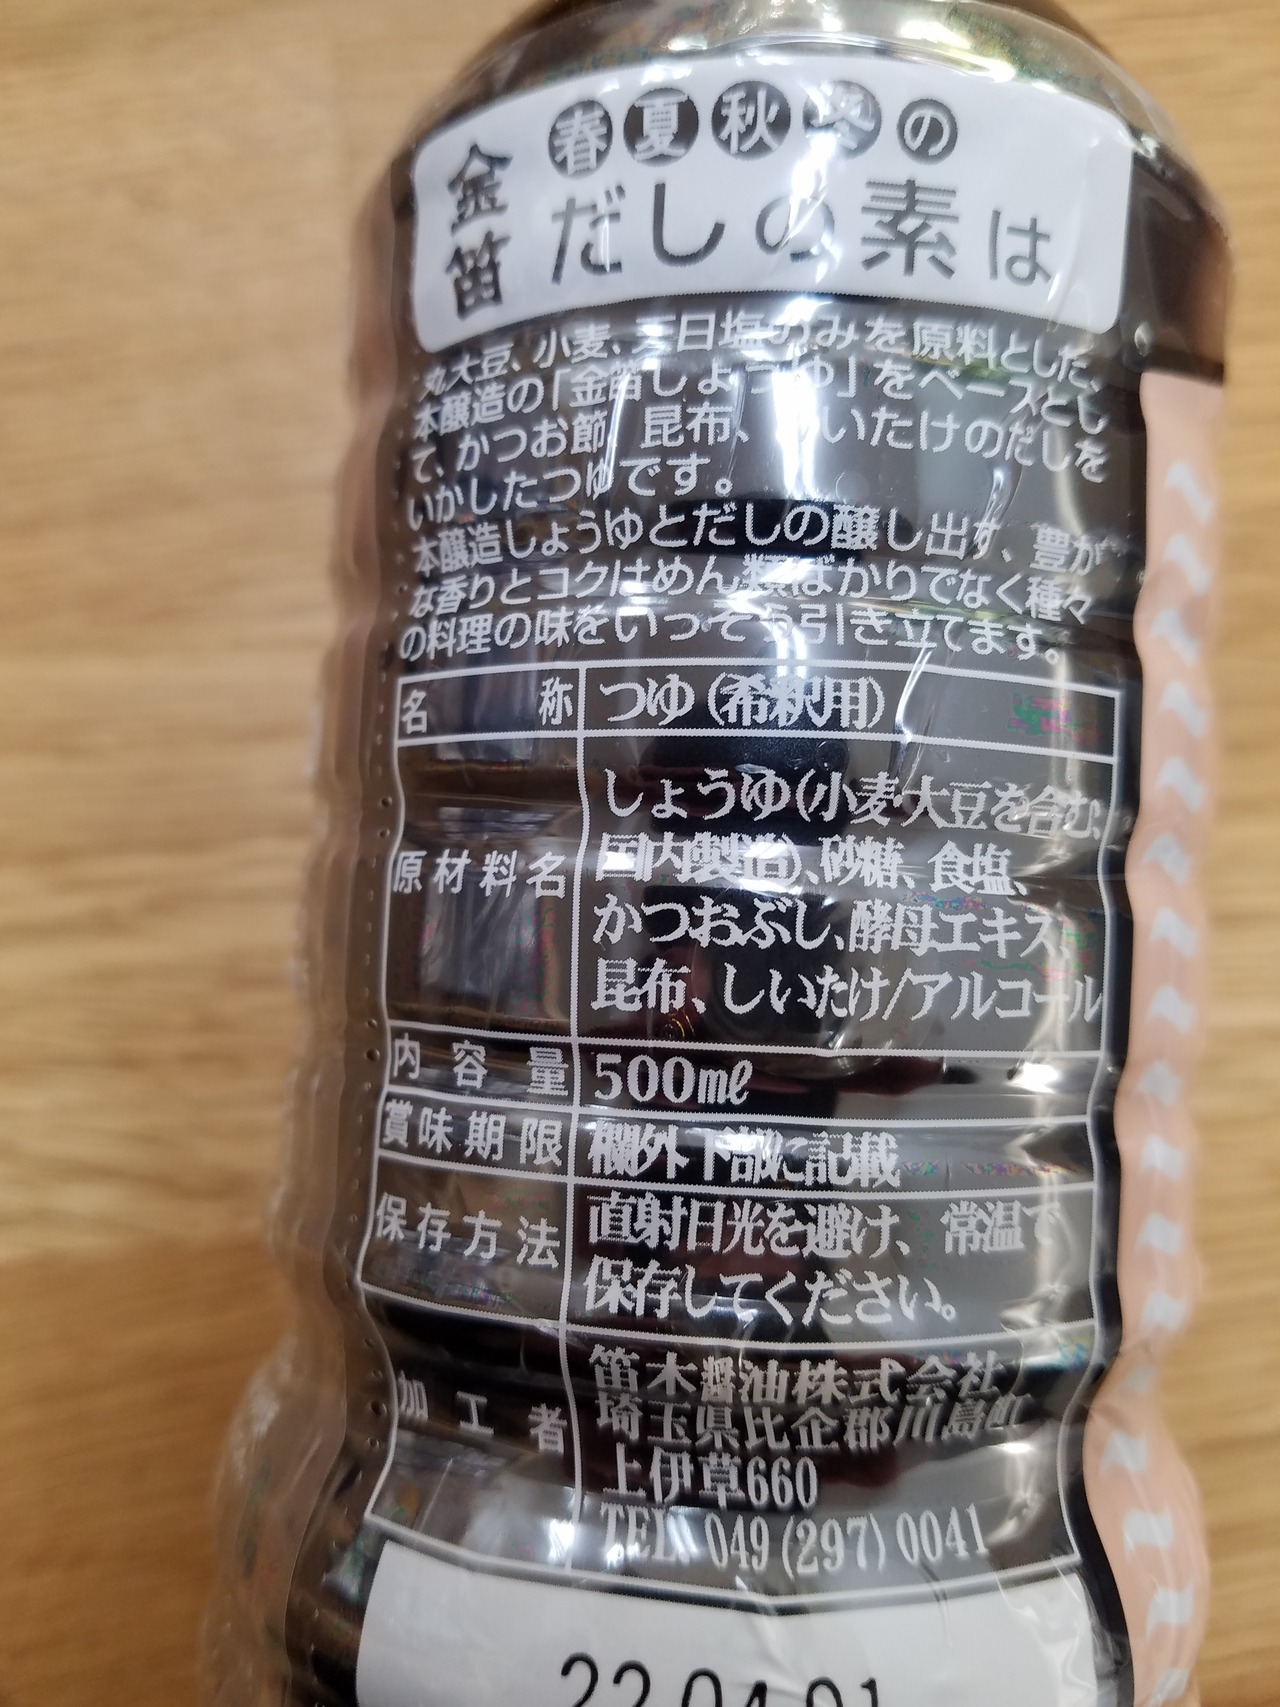 金笛
春夏秋冬の
だしの素は
丸大豆、小麦、天日塩のみを原料とした、
本醸造の「金笛しょうゆ」をベースとし
て、かつお節、昆布、しいたけのだしを
いかしたつゆです。
本醸造しょうゆとだしの醸し出す、豊か
な香りとコクはめん類ばかりでなく種々
の料理の味をいっそう引き立てます。
名称 つゆ(希釈用)
原材料名 しょうゆ(小麦・大豆を含む、
国内製造)、砂糖、食塩、
かつおぶし、酵母エキス、
昆布、しいたけ/アルコール
内容量 500mℓ
賞味期限 欄外下部に記載
保存方法 直射日光を避け、常温で
保存してください。
加工者 笛木醤油株式会社
埼玉県比企郡川島町
上伊草660
TEL. 049(297)0041
22.04.01